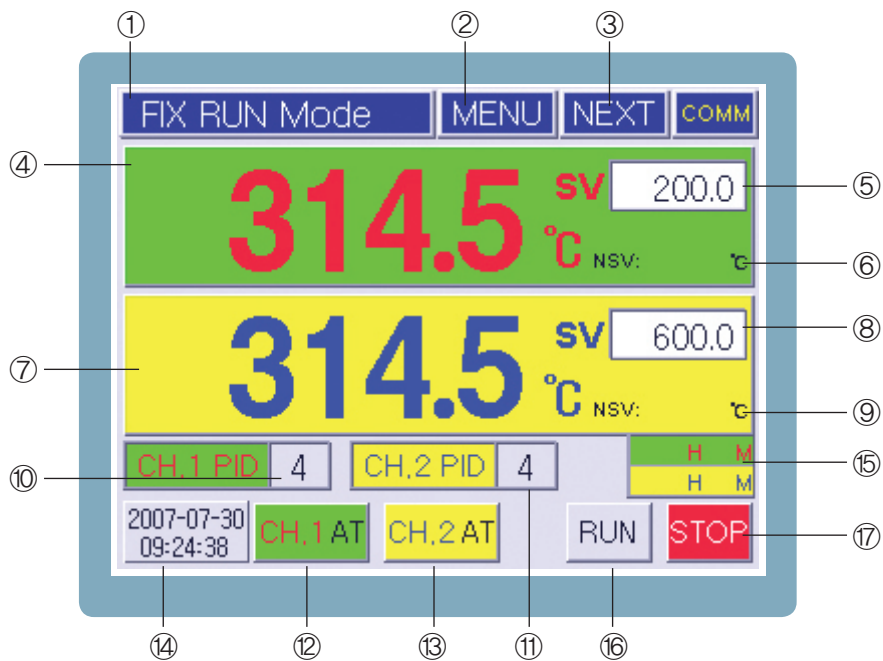 ① ② ③
FIX RUN Mode MENU NEXT COMM
④ 314.5 °C SV 200.0 ⑤
NSV: ℃ ⑥
⑦ 314.5 °C SV 600.0 ⑧
NSV: ℃ ⑨
⑩ CH.1 PID 4 CH.2 PID 4 H M ⑮
H M
2007-07-30
09:24:38
CH.1 AT CH.2 AT RUN STOP ⑰
⑭ ⑫ ⑬ ⑪ ⑯